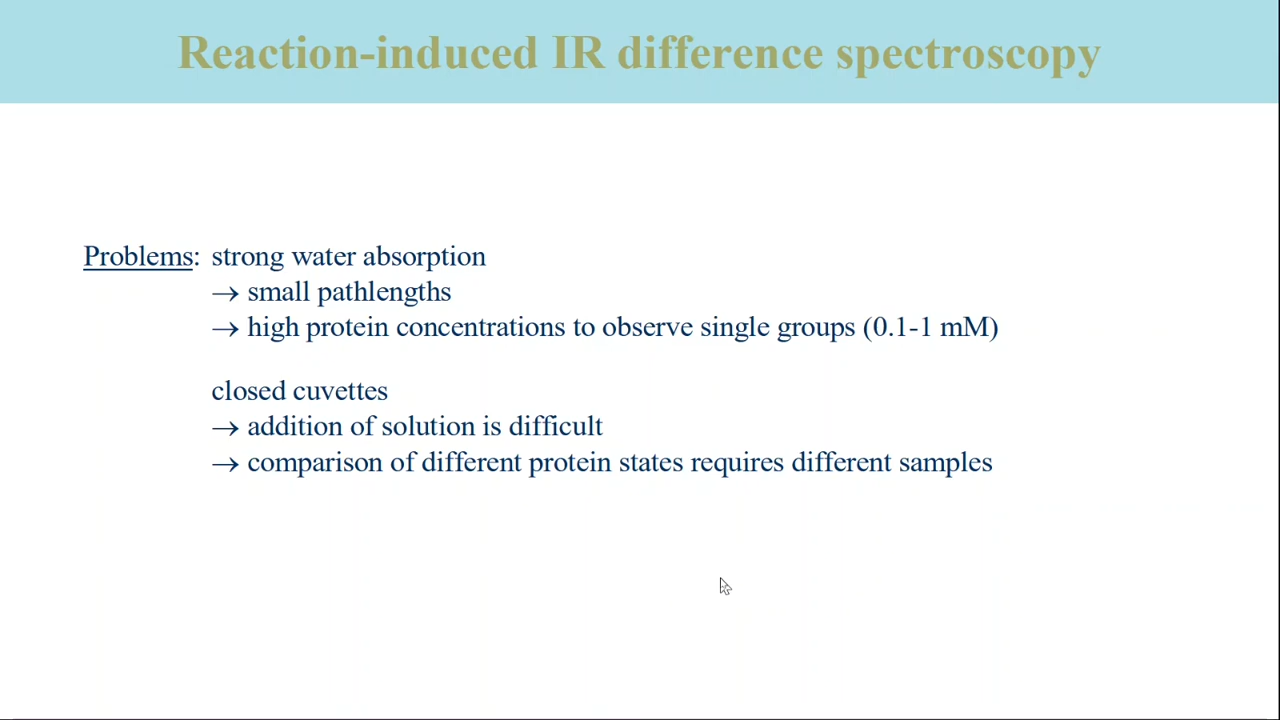 Reaction-induced IR difference spectroscopy
Problems: strong water absorption
→ small pathlengths
→ high protein concentrations to observe single groups (0.1-1 mM)
closed cuvettes
→ addition of solution is difficult
→ comparison of different protein states requires different samples